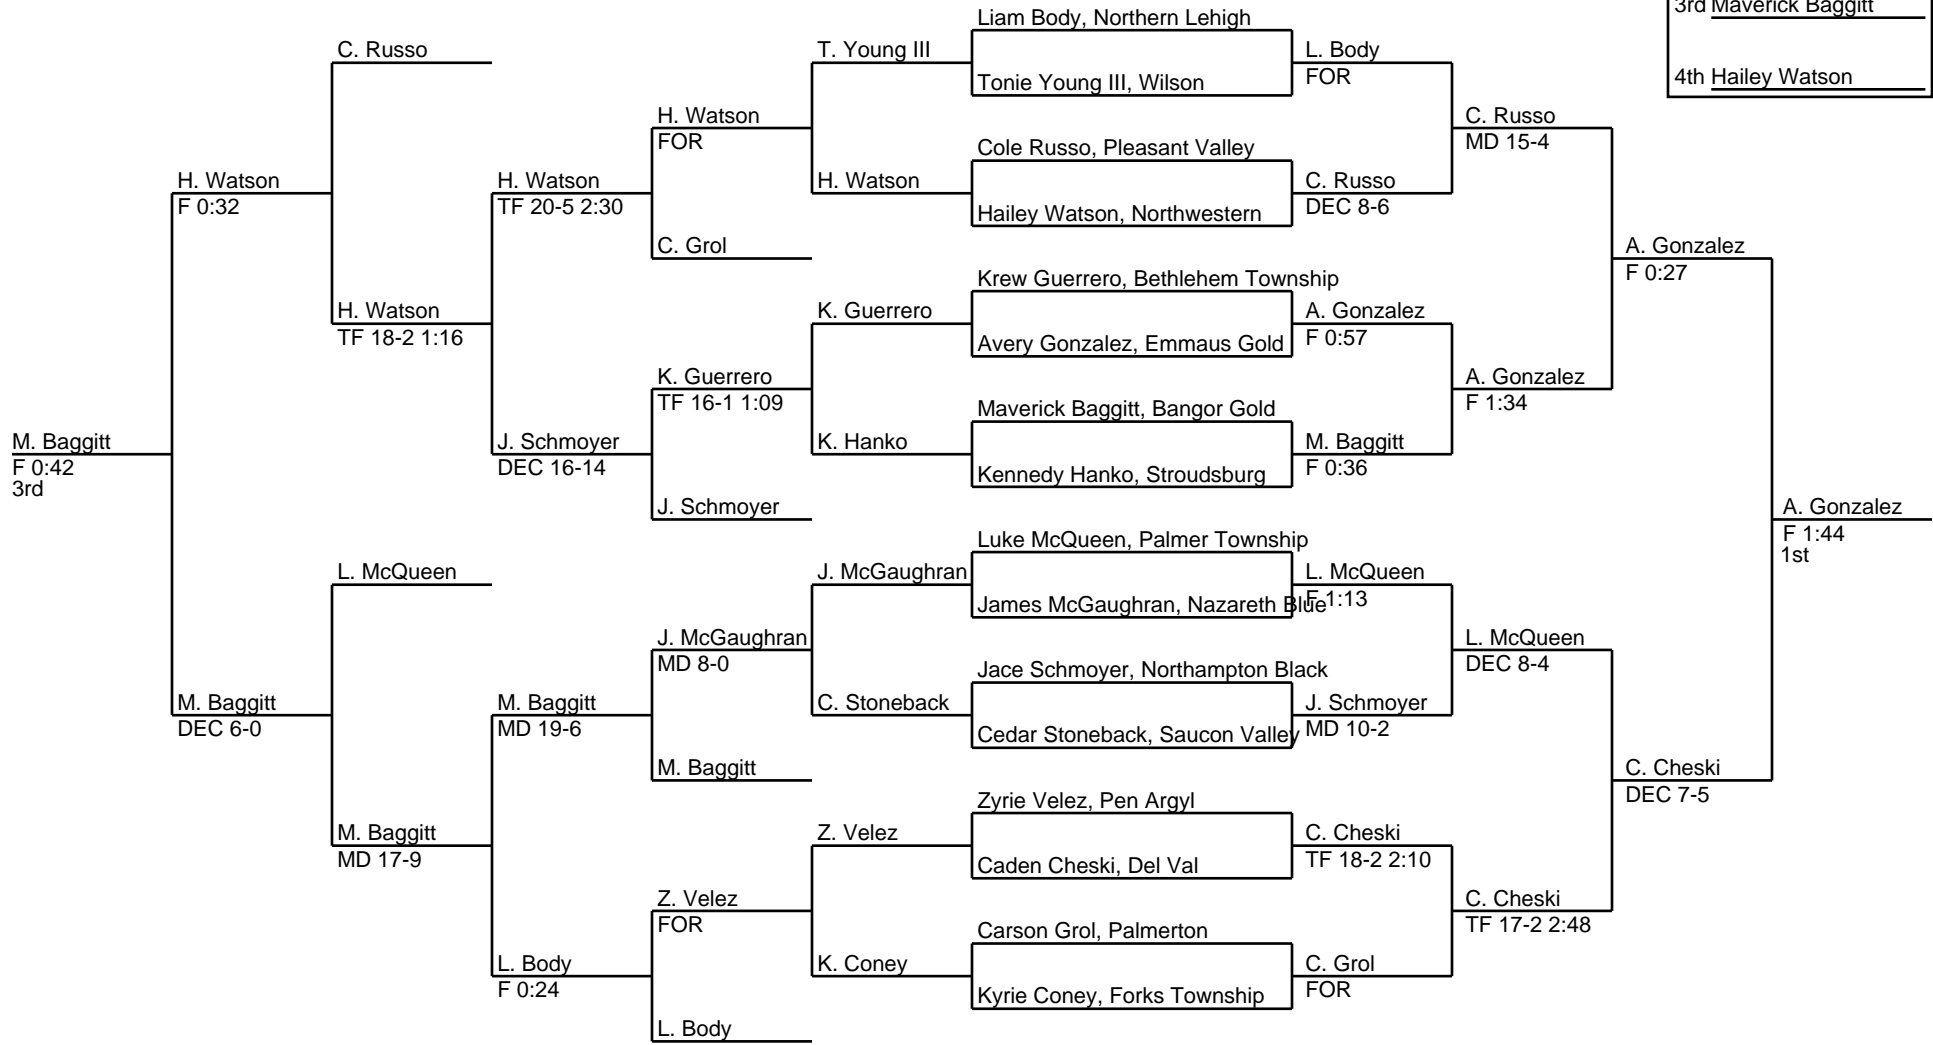 3rd Maverick Baggitt
4th Hailey Watson
Liam Body, Northern Lehigh
C. Russo
T. Young III
L. Body
FOR
Tonie Young III, Wilson
H. Watson
FOR
C. Russo
MD 15-4
Cole Russo, Pleasant Valley
H. Watson
F 0:32
H. Watson
TF 20-5 2:30
H. Watson
C. Russo
DEC 8-6
Hailey Watson, Northwestern
C. Grol
A. Gonzalez
F 0:27
Krew Guerrero, Bethlehem Township
H. Watson
TF 18-2 1:16
K. Guerrero
A. Gonzalez
F 0:57
Avery Gonzalez, Emmaus Gold
K. Guerrero
TF 16-1 1:09
A. Gonzalez
F 1:34
Maverick Baggitt, Bangor Gold
M. Baggitt
F 0:42
3rd
J. Schmoyer
DEC 16-14
K. Hanko
M. Baggitt
F 0:36
Kennedy Hanko, Stroudsburg
J. Schmoyer
A. Gonzalez
F 1:44
1st
Luke McQueen, Palmer Township
L. McQueen
J. McGaughran
L. McQueen
F 1:13
James McGaughran, Nazareth Blue
J. McGaughran
MD 8-0
L. McQueen
DEC 8-4
Jace Schmoyer, Northampton Black
M. Baggitt
DEC 6-0
M. Baggitt
MD 19-6
C. Stoneback
J. Schmoyer
MD 10-2
Cedar Stoneback, Saucon Valley
M. Baggitt
C. Cheski
DEC 7-5
Zyrie Velez, Pen Argyl
M. Baggitt
MD 17-9
Z. Velez
C. Cheski
TF 18-2 2:10
Caden Cheski, Del Val
Z. Velez
FOR
C. Cheski
TF 17-2 2:48
Carson Grol, Palmerton
L. Body
F 0:24
K. Coney
C. Grol
FOR
Kyrie Coney, Forks Township
L. Body